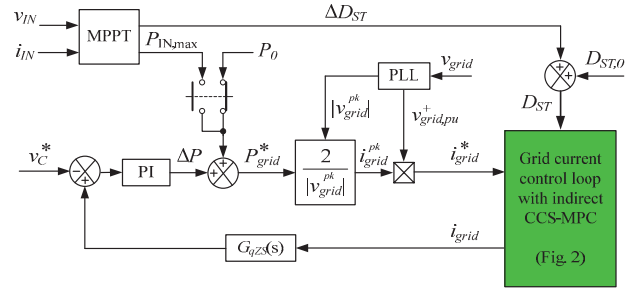 v_IN
i_IN
MPPT
ΔD_ST
P_IN,max
P_0
PLL
v_grid
|v_grid^pk|
v_grid,pu^+
D_ST,0
D_ST
v_C^*
PI
ΔP
P_grid^*
2
|v_grid^pk|
i_grid^pk
i_grid^*
Grid current
control loop
with indirect
CCS-MPC
(Fig. 2)
G_qZS(s)
i_grid